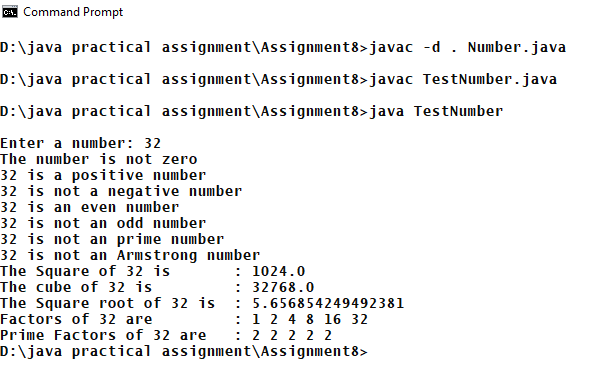 Command Prompt
D:\java practical assignment\Assignment8>javac -d . Number.java
D:\java practical assignment\Assignment8>javac TestNumber.java
D:\java practical assignment\Assignment8>java TestNumber
Enter a number: 32
The number is not zero
32 is a positive number
32 is not a negative number
32 is an even number
32 is not an odd number
32 is not an prime number
32 is not an Armstrong number
The Square of 32 is       : 1024.0
The cube of 32 is         : 32768.0
The Square root of 32 is  : 5.656854249492381
Factors of 32 are         : 1 2 4 8 16 32
Prime Factors of 32 are   : 2 2 2 2 2
D:\java practical assignment\Assignment8>